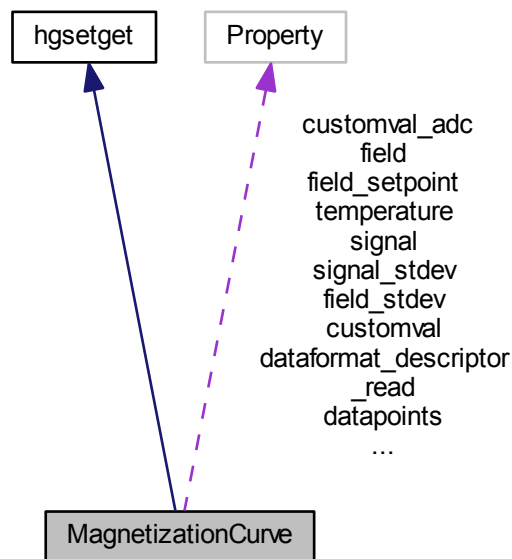 hgsetget
Property
customval_adc
field
field_setpoint
temperature
signal
signal_stdev
field_stdev
customval
dataformat_descriptor
_read
datapoints
...
MagnetizationCurve